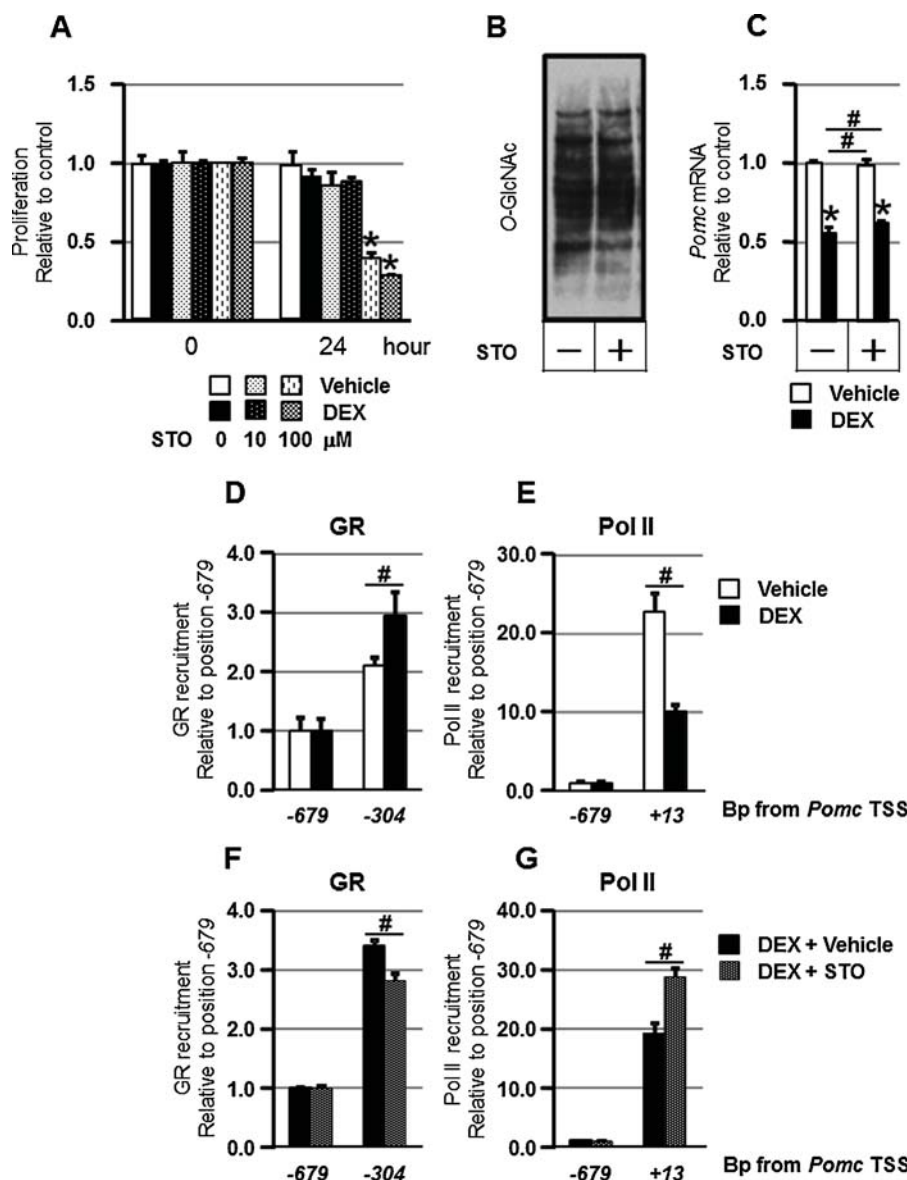 A
Proliferation
Relative to control
1.5
1.0
0.5
0.0
* *
0 24 hour
Vehicle
DEX
STO 0 10 100 μM
B
O-GlcNAc
STO − +
C
Pomc mRNA
Relative to control
1.5
1.0
0.5
0.0
#
#
* *
STO − +
Vehicle
DEX
D
GR
GR recruitment
Relative to position -679
4.0
3.0
2.0
1.0
0.0
#
-679 -304
E
Pol II
Pol II recruitment
Relative to position -679
30.0
20.0
10.0
0.0
#
-679 +13
Vehicle
DEX
Bp from Pomc TSS
F
GR
GR recruitment
Relative to position -679
4.0
3.0
2.0
1.0
0.0
#
-679 -304
G
Pol II
Pol II recruitment
Relative to position -679
40.0
30.0
20.0
10.0
0.0
#
-679 +13
DEX + Vehicle
DEX + STO
Bp from Pomc TSS